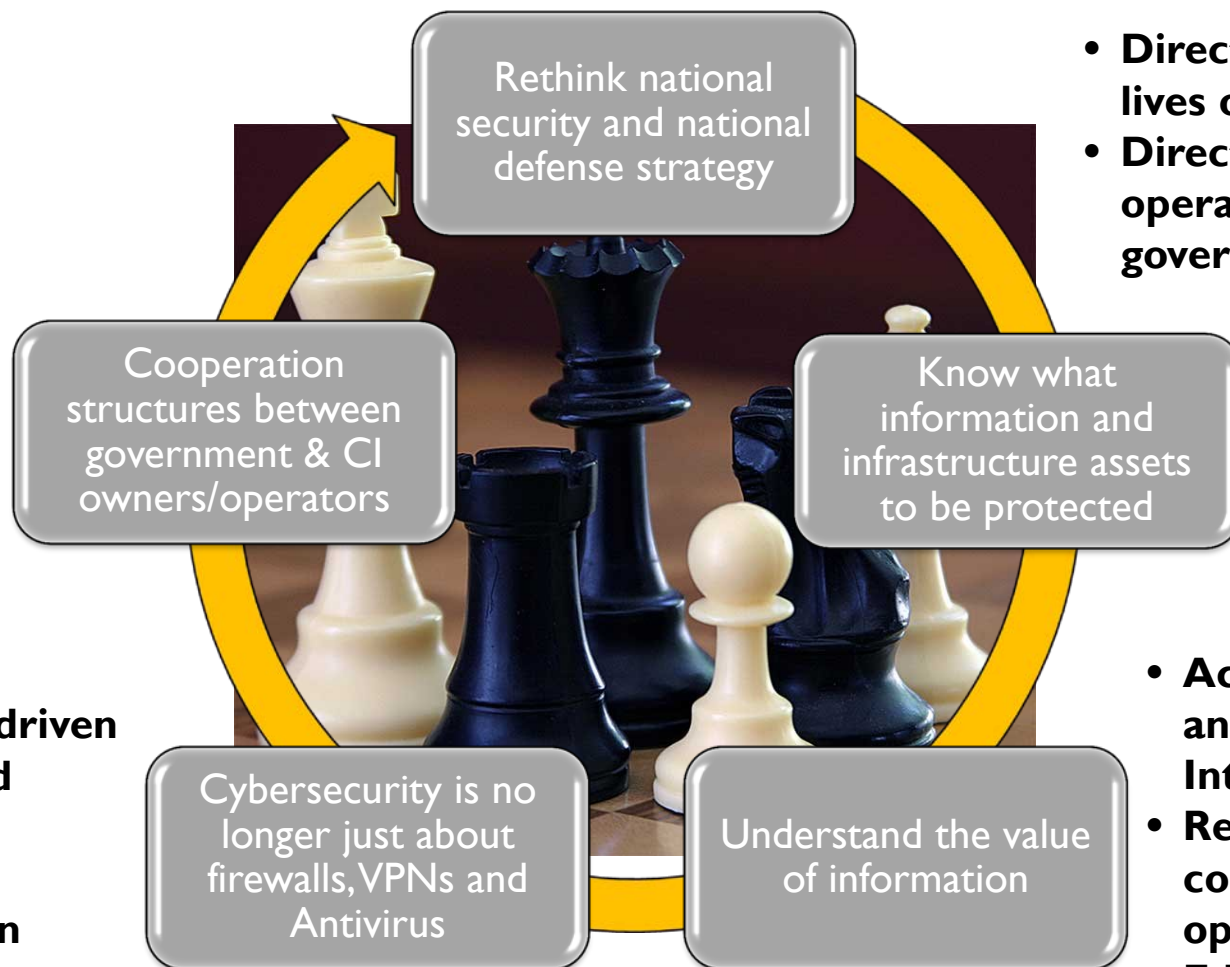 Rethink national
security and national
defense strategy
• Direc
lives
• Direc
opera
gover
Cooperation
structures between
government & CI
owners/operators
Know what
information and
infrastructure assets
to be protected
driven
Cybersecurity is no
longer just about
firewalls, VPNs and
Antivirus
Understand the value
of information
•
an
Int
• Re
co
op